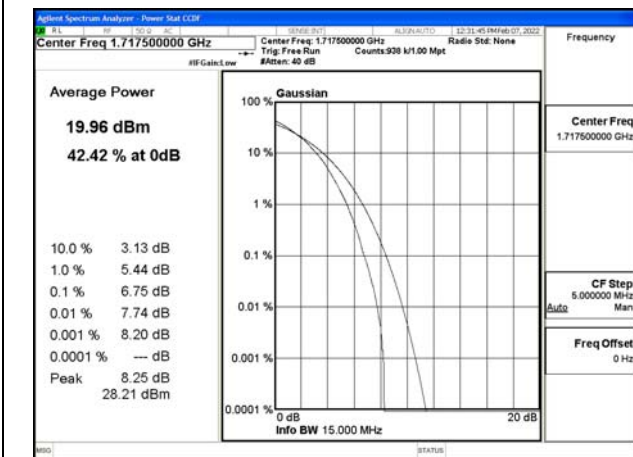 Agilent Spectrum Analyzer - Power Stat CCDF
RL RF 50 Ω AC SENSE:INT ALIGN AUTO 12:31:45 PM Feb 07, 2022
Center Freq 1.717500000 GHz
Center Freq: 1.717500000 GHz Radio Std: None
Trig: Free Run Counts:938 k/1.00 Mpt
#IFGain:Low #Atten: 40 dB
Frequency
Average Power
19.96 dBm
42.42 % at 0dB
10.0 % 3.13 dB
1.0 % 5.44 dB
0.1 % 6.75 dB
0.01 % 7.74 dB
0.001 % 8.20 dB
0.0001 % --- dB
Peak 8.25 dB
28.21 dBm
Gaussian
100 %
10 %
1 %
0.1 %
0.01 %
0.001 %
0.0001 %
0 dB 20 dB
Info BW 15.000 MHz
Center Freq
1.717500000 GHz
CF Step
5.000000 MHz
Auto Man
Freq Offset
0 Hz
MSG STATUS